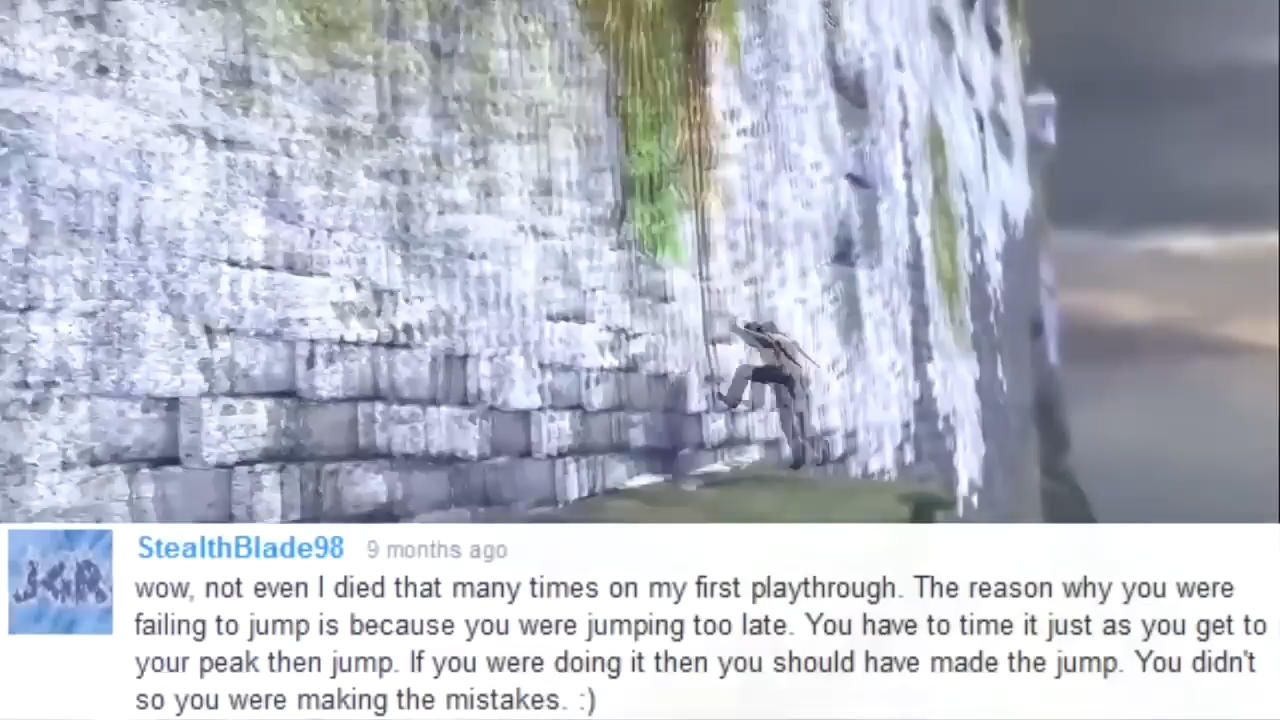 StealthBlade98 9 months ago
wow, not even I died that many times on my first playthrough. The reason why you were
failing to jump is because you were jumping too late. You have to time it just as you get to
your peak then jump. If you were doing it then you should have made the jump. You didn't
so you were making the mistakes. :)